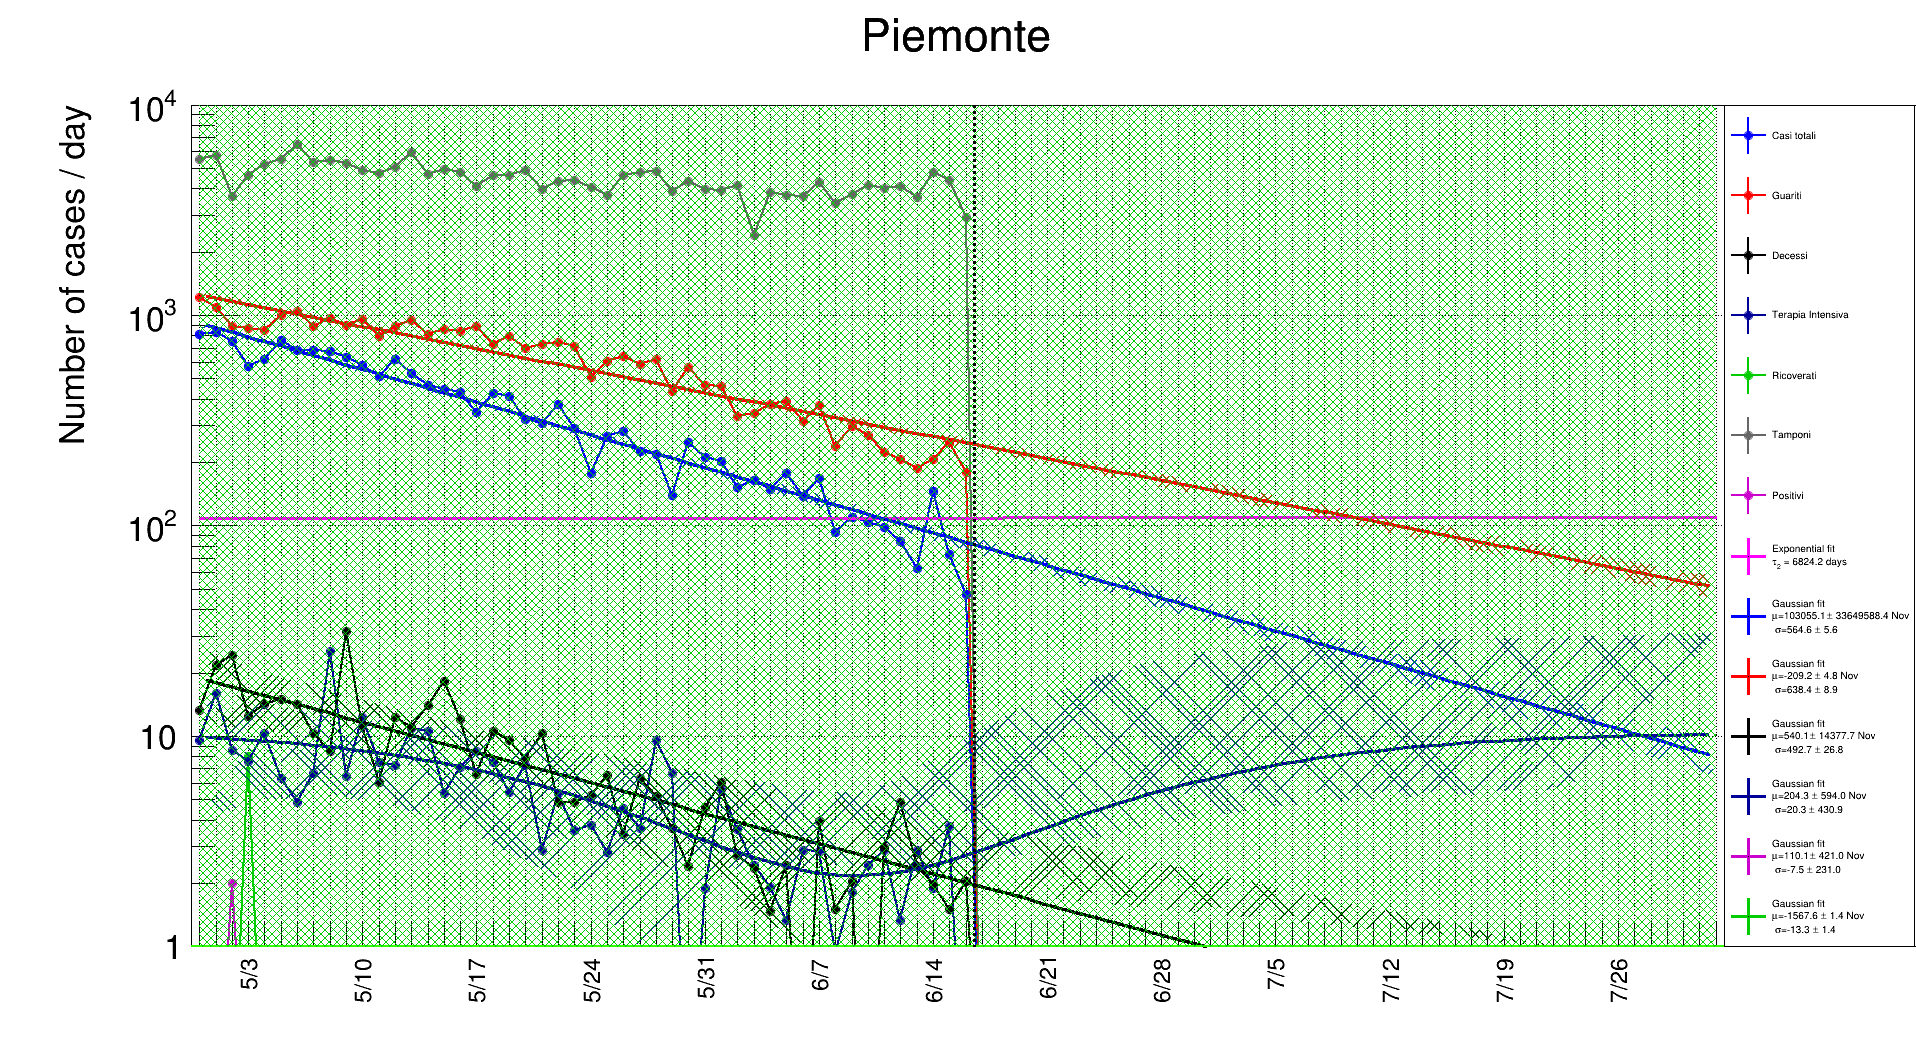 Piemonte
Number of cases / day
10⁴
10³
10²
10
1
5/3
5/10
5/17
5/24
5/31
6/7
6/14
6/21
6/28
7/5
7/12
7/19
7/26
Casi totali
Guariti
Decessi
Terapia Intensiva
Ricoverati
Tamponi
Positivi
Exponential fit
τ₂ = 6824.2 days
Gaussian fit
μ=103055.1± 33649588.4 Nov
σ=564.6 ± 5.6
Gaussian fit
μ=-209.2 ± 4.8 Nov
σ=638.4 ± 8.9
Gaussian fit
μ=540.1± 14377.7 Nov
σ=492.7 ± 26.8
Gaussian fit
μ=204.3 ± 594.0 Nov
σ=20.3 ± 430.9
Gaussian fit
μ=110.1± 421.0 Nov
σ=-7.5 ± 231.0
Gaussian fit
μ=-1567.6 ± 1.4 Nov
σ=-13.3 ± 1.4